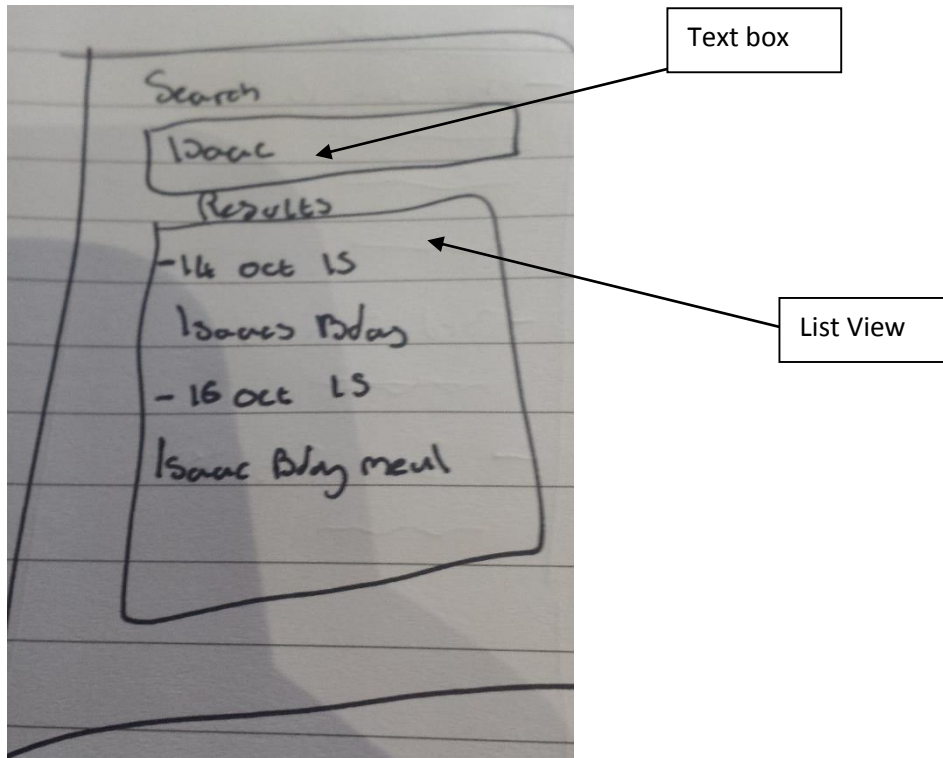 Text box
Search
Isaac
Results
-14 oct 15
List View
Isaacs Bday
- 16 oct 15
Isaac Bday meal